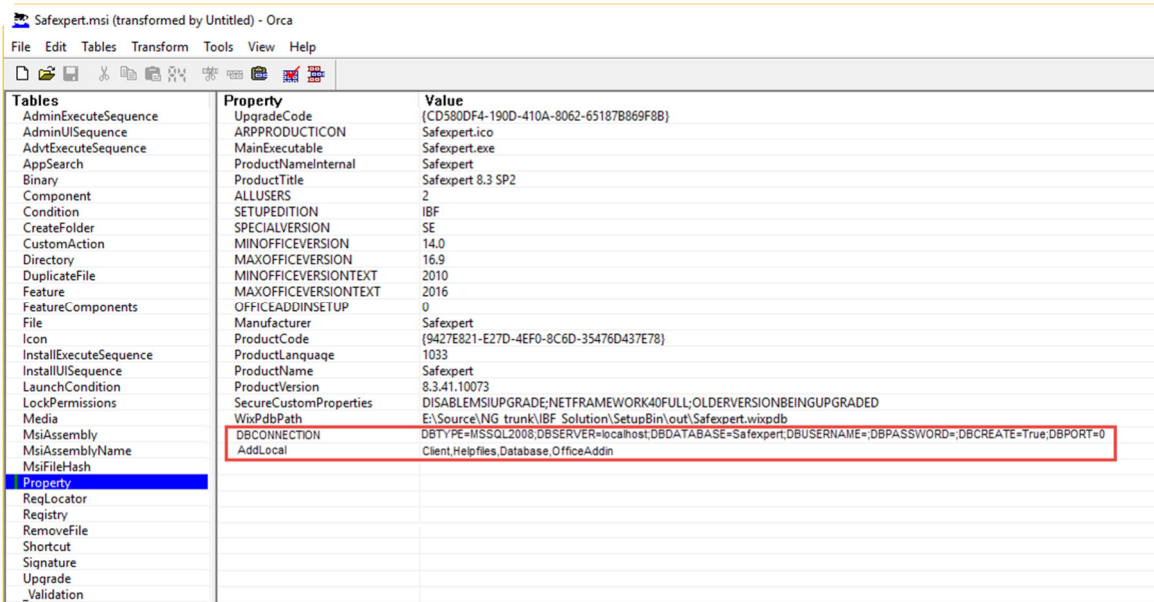 Safexpert.msi (transformed by Untitled) - Orca
File Edit Tables Transform Tools View Help
Tables
AdminExecuteSequence
AdminUISequence
AdvtExecuteSequence
AppSearch
Binary
Component
Condition
CreateFolder
CustomAction
Directory
DuplicateFile
Feature
FeatureComponents
File
Icon
InstallExecuteSequence
InstallUISequence
LaunchCondition
LockPermissions
Media
MsiAssembly
MsiAssemblyName
MsiFileHash
Property
RegLocator
Registry
RemoveFile
Shortcut
Signature
Upgrade
_Validation
Property Value
UpgradeCode {CD580DF4-190D-410A-8062-65187B869F8B}
ARPPRODUCTICON Safexpert.ico
MainExecutable Safexpert.exe
ProductNameInternal Safexpert
ProductTitle Safexpert 8.3 SP2
ALLUSERS 2
SETUPEDITION IBF
SPECIALVERSION SE
MINOFFICEVERSION 14.0
MAXOFFICEVERSION 16.9
MINOFFICEVERSIONTEXT 2010
MAXOFFICEVERSIONTEXT 2016
OFFICEADDINSETUP 0
Manufacturer Safexpert
ProductCode {9427E821-E27D-4EF0-8C6D-35476D437E78}
ProductLanguage 1033
ProductName Safexpert
ProductVersion 8.3.41.10073
SecureCustomProperties DISABLEMSIUPGRADE;NETFRAMEWORK40FULL;OLDERVERSIONBEINGUPGRADED
WixPdbPath E:\Source\NG_trunk\IBF_Solution\SetupBin\out\Safexpert.wixpdb
DBCONNECTION DBTYPE=MSSQL2008;DBSERVER=localhost;DBDATABASE=Safexpert;DBUSERNAME=;DBPASSWORD=;DBCREATE=True;DBPORT=0
AddLocal Client,Helpfiles,Database,OfficeAddin